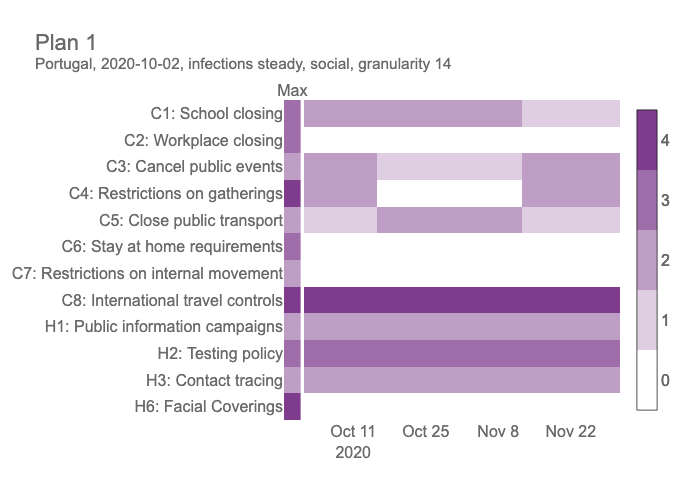 Plan 1
Portugal, 2020-10-02, infections steady, social, granularity 14
Max
C1: School closing
C2: Workplace closing
C3: Cancel public events
C4: Restrictions on gatherings
C5: Close public transport
C6: Stay at home requirements
C7: Restrictions on internal movement
C8: International travel controls
H1: Public information campaigns
H2: Testing policy
H3: Contact tracing
H6: Facial Coverings
Oct 11 Oct 25 Nov 8 Nov 22
2020
4
3
2
1
0